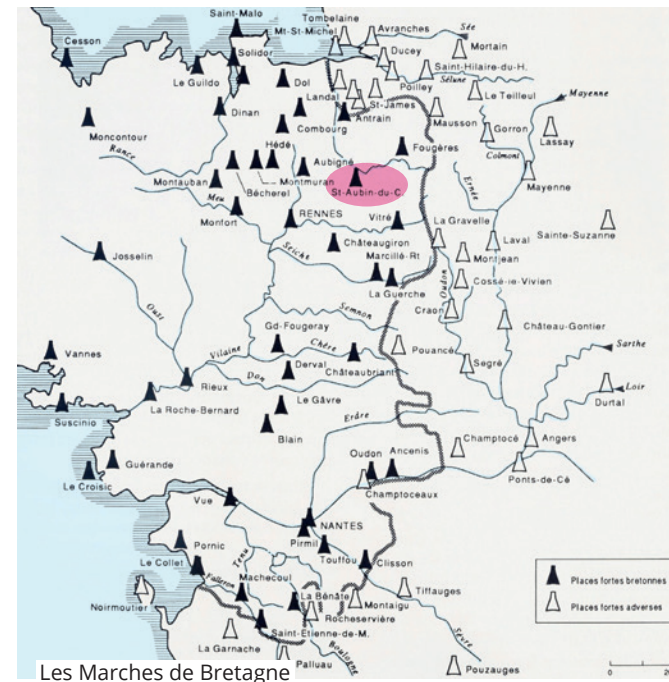 Saint-Malo
Tombelaine
Avranches
Sée
Mt-St-Michel
Cesson
Solidor
Ducey
Mortain
Le Guildo
Dol
Saint-Hilaire-du-H.
Poilley
Sélune
Landal
St-James
Le Teilleul
Mayenne
Dinan
Antrain
Mausson
Moncontour
Combourg
Gorron
Lassay
Hédé
Fougères
Colmont
Rance
Aubigné
Ernée
Mayenne
Montauban
Montmuran
St-Aubin-du-C.
Bécherel
Meu
Monfort
RENNES
Vitré
La Gravelle
Sainte-Suzanne
Châteaugiron
Laval
Josselin
Seiche
Marcillé-Rt
Montjean
La Guerche
Oudon
Cossé-le-Vivien
Oust
Semnon
Craon
Château-Gontier
Gd-Fougeray
Chère
Pouancé
Sarthe
Vannes
Vilaine
Derval
Châteaubriant
Segré
Don
Loir
Rieux
Durtal
La Roche-Bernard
Le Gâvre
Suscinio
Erdre
Blain
Champtocé
Angers
Guérande
Oudon
Ancenis
Ponts-de-Cé
Le Croisic
Champtoceaux
Vue
NANTES
Pirmil
Pornic
Tenu
Touffou
Clisson
Le Collet
Places fortes bretonnes
Falleron
Machecoul
La Bénâte
Tiffauges
Noirmoutier
Montaigu
Places fortes adverses
Rocheservière
Saint-Etienne-de-M.
La Garnache
Boulogne
Sèvre
Palluau
Pouzauges
0
Les Marches de Bretagne